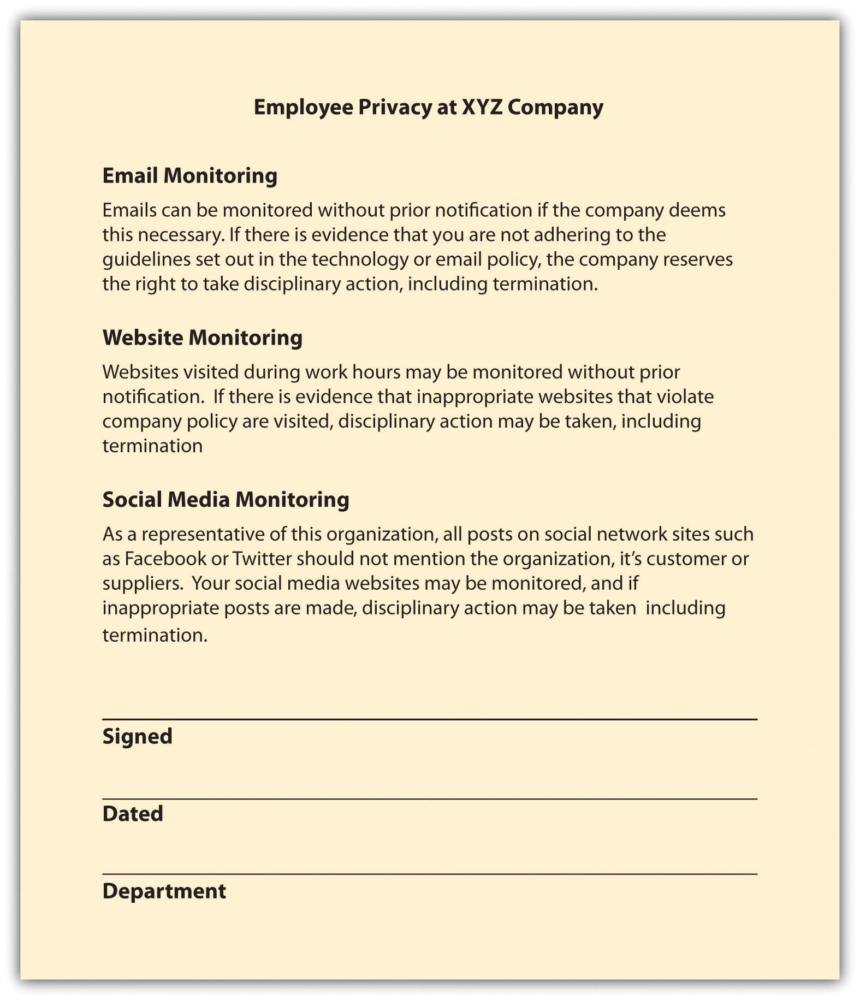 Employee Privacy at XYZ Company
Email Monitoring
Emails can be monitored without prior notification if the company deems
this necessary. If there is evidence that you are not adhering to the
guidelines set out in the technology or email policy, the company reserves
the right to take disciplinary action, including termination.
Website Monitoring
Websites visited during work hours may be monitored without prior
notification.  If there is evidence that inappropriate websites that violate
company policy are visited, disciplinary action may be taken, including
termination
Social Media Monitoring
As a representative of this organization, all posts on social network sites such
as Facebook or Twitter should not mention the organization, it’s customer or
suppliers.  Your social media websites may be monitored, and if
inappropriate posts are made, disciplinary action may be taken  including
termination.
Signed
Dated
Department